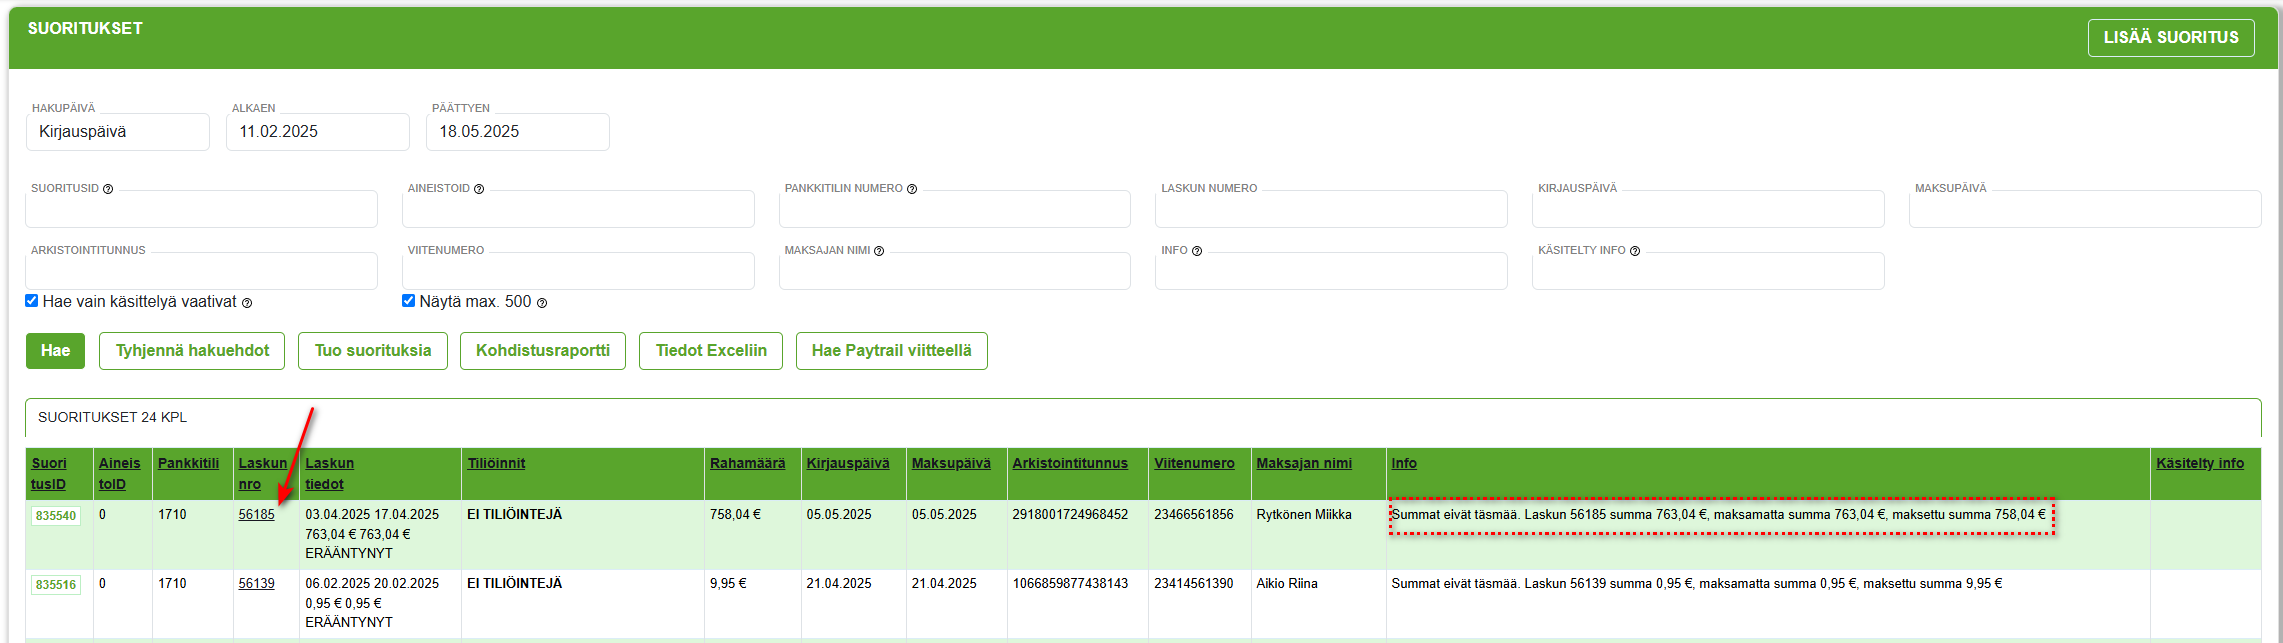 SUORITUKSET
LISÄÄ SUORITUS
HAKUPÄIVÄ ALKAEN PÄÄTTYEN
Kirjauspäivä 11.02.2025 18.05.2025
SUORITUSID AINEISTOID PANKKITILIN NUMERO LASKUN NUMERO KIRJAUSPÄIVÄ MAKSUPÄIVÄ
ARKISTOINTITUNNUS VIITENUMERO MAKSAJAN NIMI INFO KÄSITELTY INFO
Hae vain käsittelyä vaativat Näytä max. 500
Hae Tyhjennä hakuehdot Tuo suorituksia Kohdistusraportti Tiedot Exceliin Hae Paytrail viitteellä
SUORITUKSET 24 KPL
Suori Aineis Pankkitili Laskun Laskun Tiliöinnit Rahamäärä Kirjauspäivä Maksupäivä Arkistointitunnus Viitenumero Maksajan nimi Info Käsitelty info
tusID toID nro tiedot
835540 0 1710 56185 03.04.2025 17.04.2025 EI TILIÖINTEJÄ 758,04 € 05.05.2025 05.05.2025 2918001724968452 23466561856 Rytkönen Miikka Summat eivät täsmää. Laskun 56185 summa 763,04 €, maksamatta summa 763,04 €, maksettu summa 758,04 €
763,04 € 763,04 €
ERÄÄNTYNYT
835516 0 1710 56139 06.02.2025 20.02.2025 EI TILIÖINTEJÄ 9,95 € 21.04.2025 21.04.2025 1066859877438143 23414561390 Aikio Riina Summat eivät täsmää. Laskun 56139 summa 0,95 €, maksamatta summa 0,95 €, maksettu summa 9,95 €
0,95 € 0,95 €
ERÄÄNTYNYT